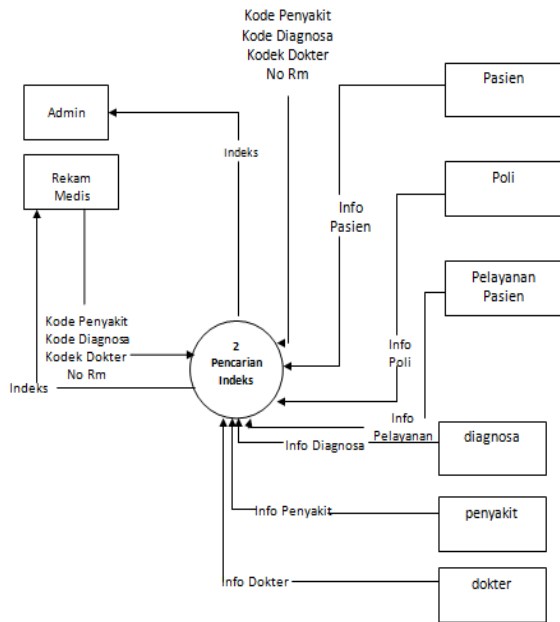 Kode Penyakit
Kode Diagnosa
Kodek Dokter
No Rm
Pasien
Admin
Indeks
Rekam
Medis
Poli
Info
Pasien
Pelayanan
Pasien
Kode Penyakit
Kode Diagnosa
Kodek Dokter
No Rm
2
Pencarian
Indeks
Info
Poli
Indeks
Info
Pelayanan
Info Diagnosa
diagnosa
Info Penyakit
penyakit
Info Dokter
dokter